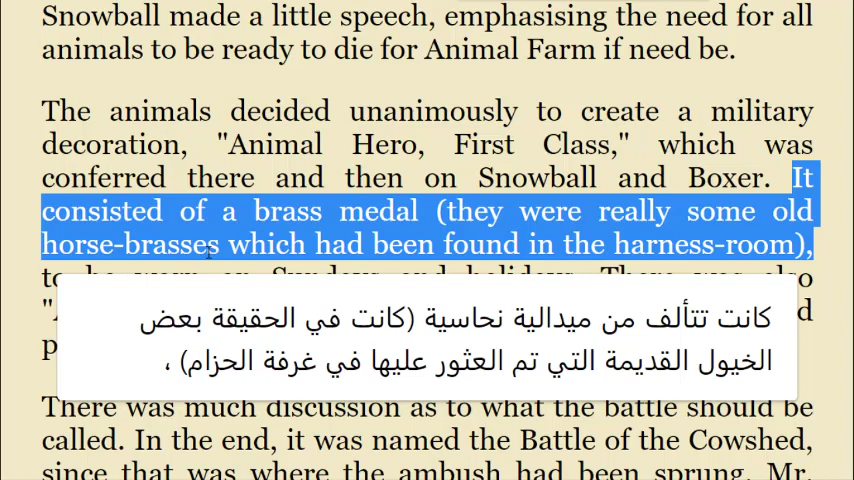 Snowball made a little speech, emphasising the need for all
animals to be ready to die for Animal Farm if need be.
The animals decided unanimously to create a military
decoration, "Animal Hero, First Class," which was
conferred there and then on Snowball and Boxer. It
consisted of a brass medal (they were really some old
horse-brasses which had been found in the harness-room),
كانت تتألف من ميدالية نحاسية (كانت في الحقيقة بعض
الخيول القديمة التي تم العثور عليها في غرفة الحزام) ،
There was much discussion as to what the battle should be
called. In the end, it was named the Battle of the Cowshed,
since that was where the ambush had been sprung. Mr.